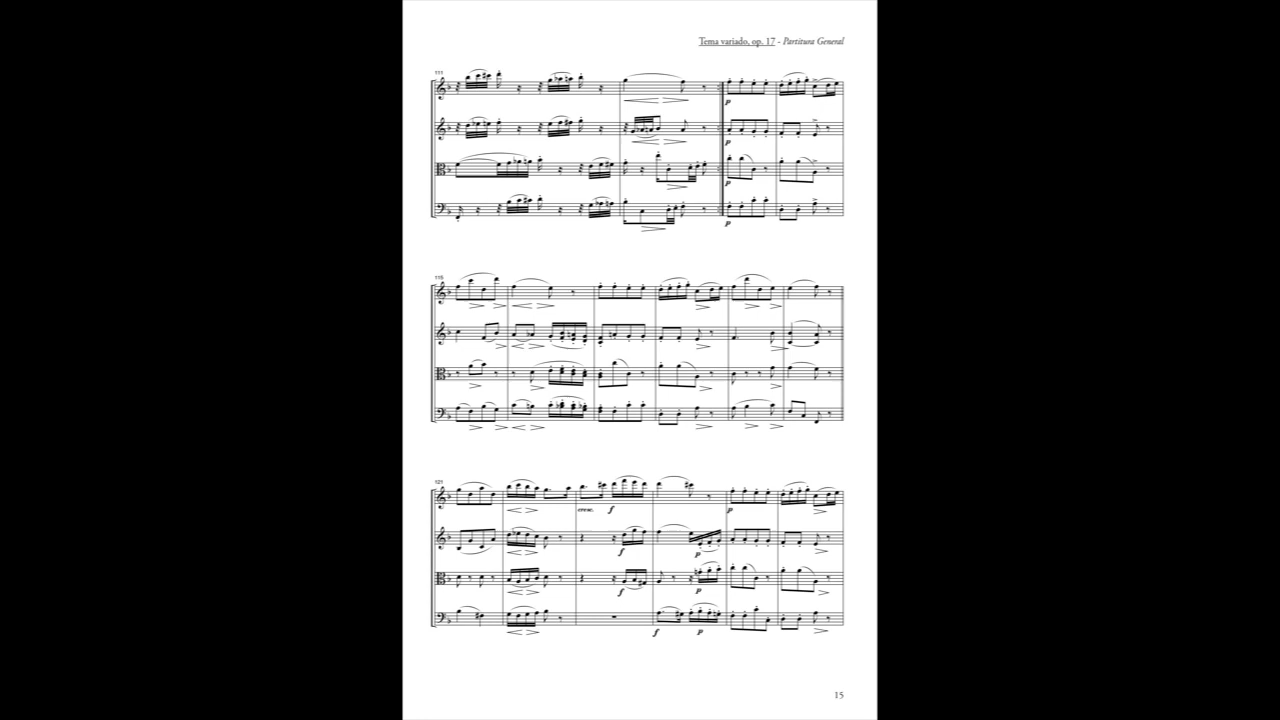 Tema variado, op. 17 - Partitura General
111
p
p
p
p
115
121
cresc. f p
f p
f p
f p
15